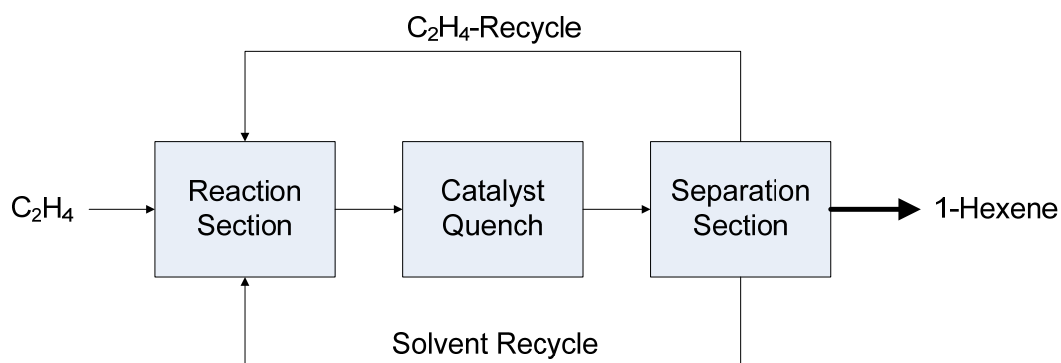 C₂H₄-Recycle
C₂H₄
Reaction
Section
Catalyst
Quench
Separation
Section
1-Hexene
Solvent Recycle